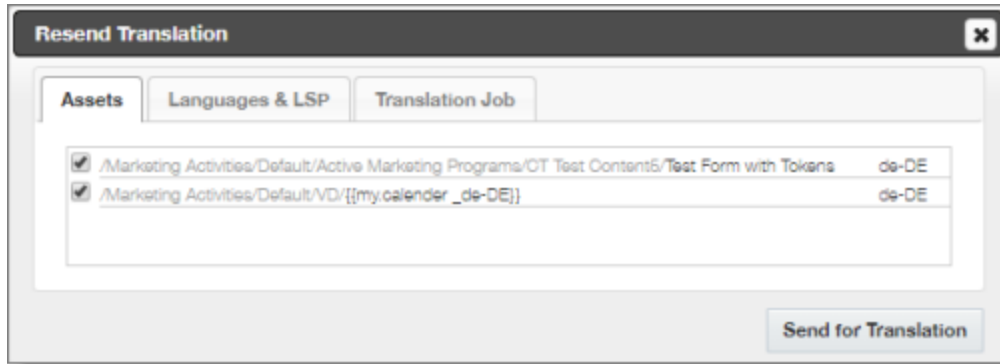 Resend Translation
Assets Languages & LSP Translation Job
/Marketing Activities/Default/Active Marketing Programs/CT Test Content5/Test Form with Tokens de-DE
/Marketing Activities/Default/VD/{{my.calender _de-DE}} de-DE
Send for Translation